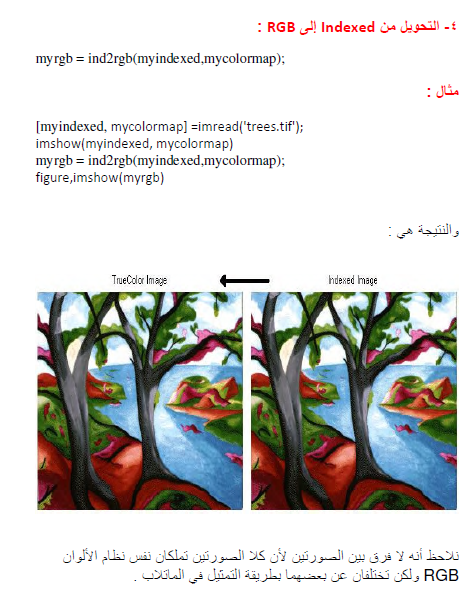 ٤- التحويل من Indexed إلى RGB :
myrgb = ind2rgb(myindexed,mycolormap);
مثال :
[myindexed, mycolormap] =imread('trees.tif');
imshow(myindexed, mycolormap)
myrgb = ind2rgb(myindexed,mycolormap);
figure,imshow(myrgb)
والنتيجة هي :
TrueColor Image Indexed Image
نلاحظ أنه لا فرق بين الصورتين لأن كلا الصورتين تملكان نفس نظام الألوان
RGB ولكن تختلفان عن بعضهما بطريقة التمثيل في الماتلاب .